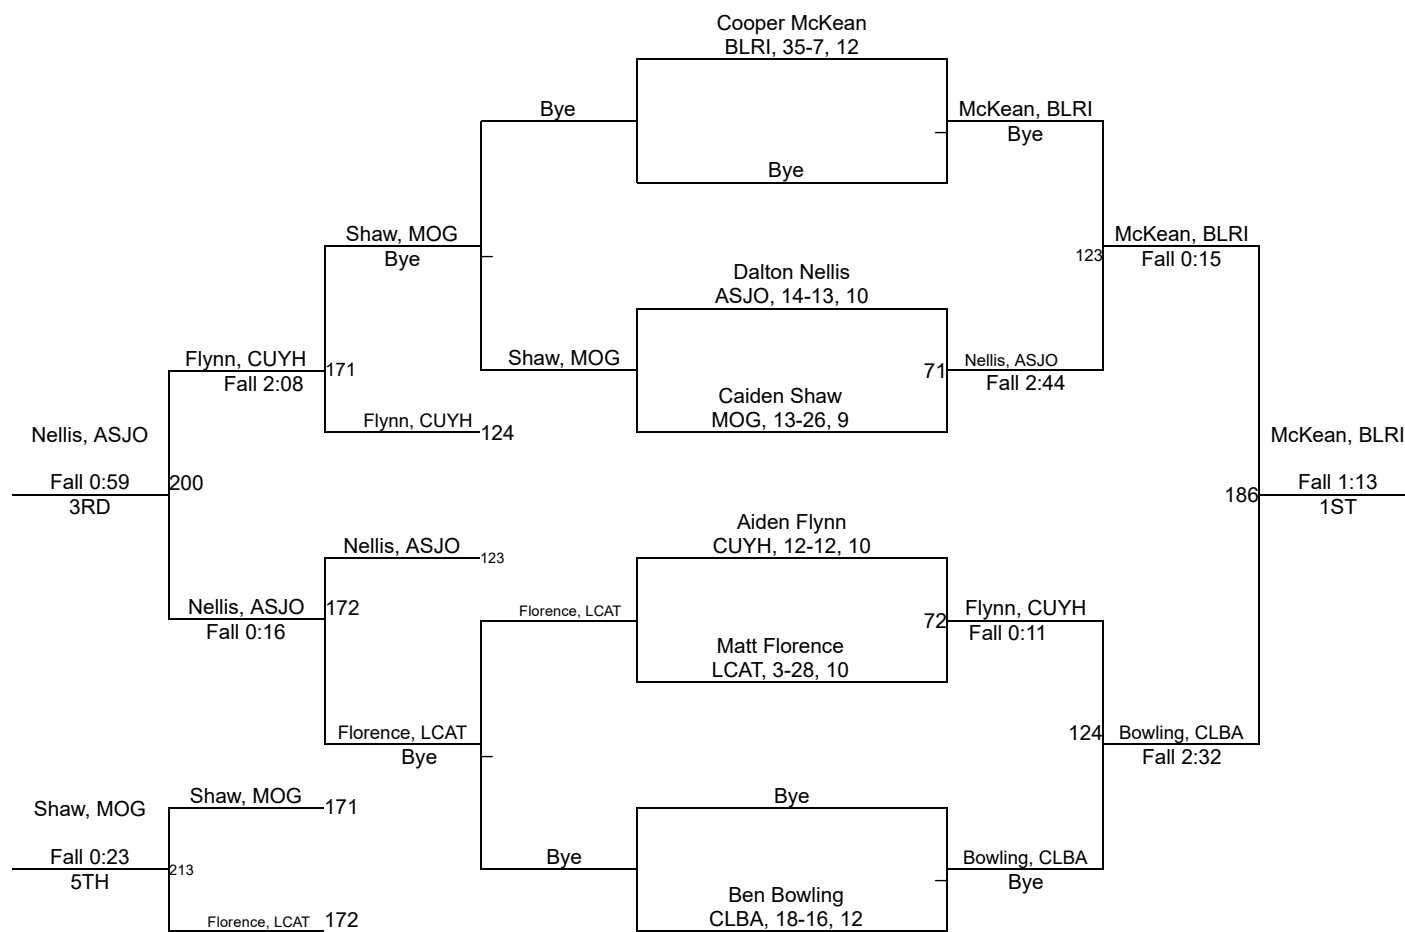 Cooper McKean
BLRI, 35-7, 12
Bye
McKean, BLRI
Bye
Bye
Shaw, MOG
Bye
McKean, BLRI
123
Fall 0:15
Dalton Nellis
ASJO, 14-13, 10
Flynn, CUYH
171
Fall 2:08
Shaw, MOG
71
Nellis, ASJO
Fall 2:44
Caiden Shaw
MOG, 13-26, 9
Flynn, CUYH
124
Nellis, ASJO
McKean, BLRI
Fall 0:59
200
3RD
186
Fall 1:13
1ST
Aiden Flynn
CUYH, 12-12, 10
Nellis, ASJO
123
Nellis, ASJO
172
Fall 0:16
Florence, LCAT
72
Flynn, CUYH
Fall 0:11
Matt Florence
LCAT, 3-28, 10
Florence, LCAT
Bye
124
Bowling, CLBA
Fall 2:32
Shaw, MOG
Shaw, MOG
171
Bye
Fall 0:23
213
5TH
Bye
Bowling, CLBA
Bye
Ben Bowling
CLBA, 18-16, 12
Florence, LCAT
172